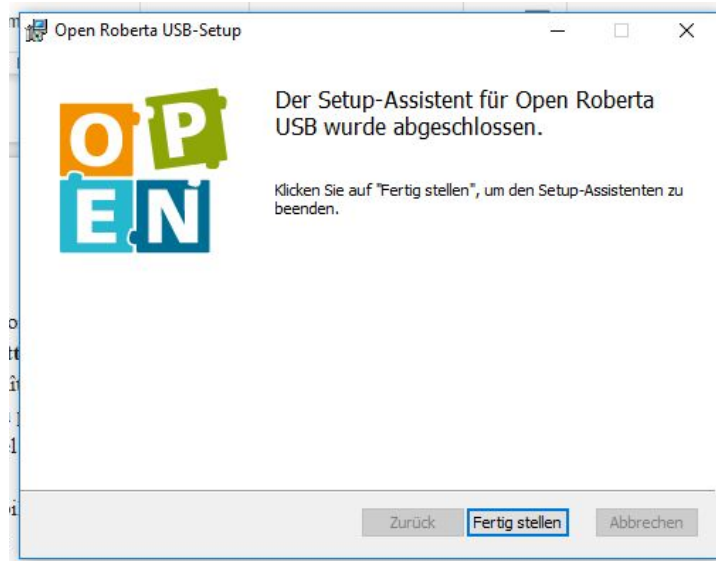 Open Roberta USB-Setup
OPEN
Der Setup-Assistent für Open Roberta
USB wurde abgeschlossen.
Klicken Sie auf "Fertig stellen", um den Setup-Assistenten zu
beenden.
Zurück Fertig stellen Abbrechen